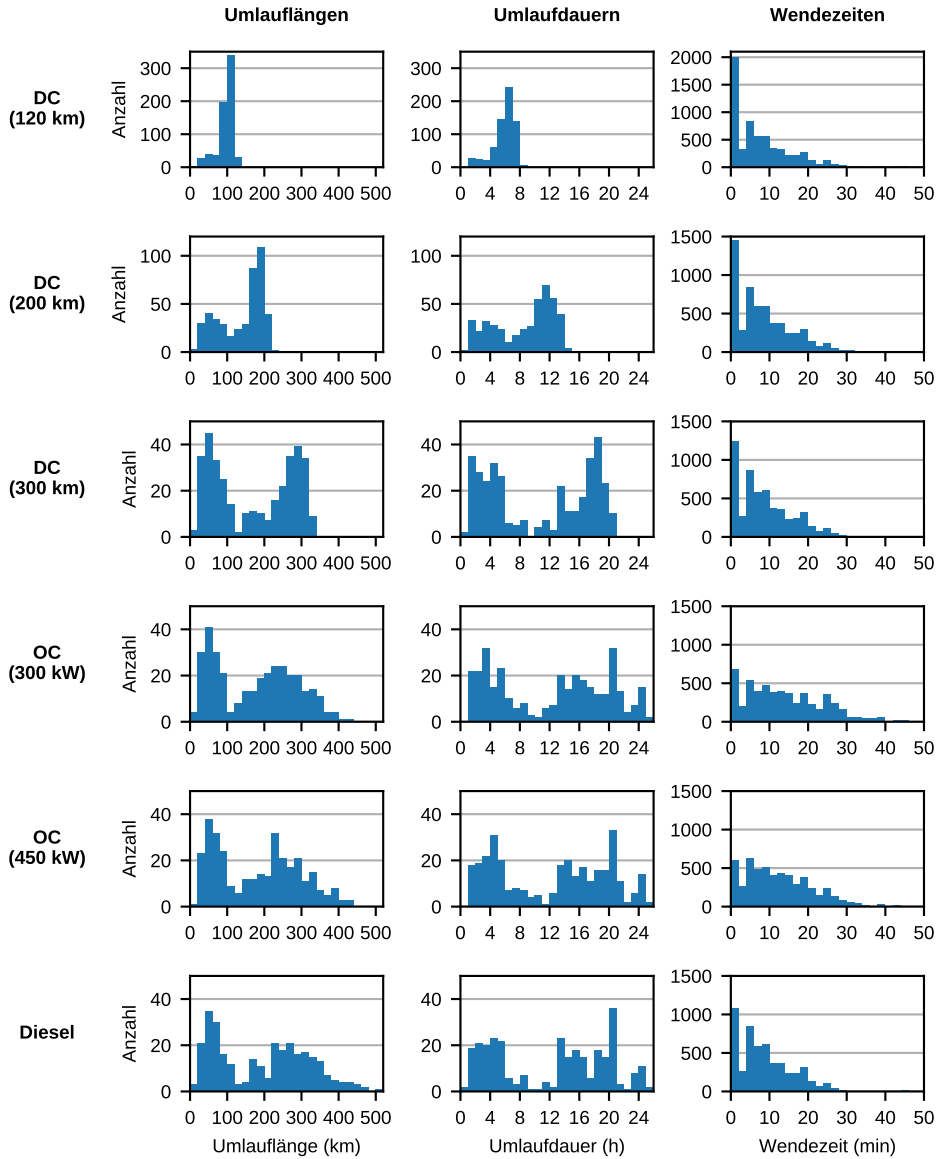 Umlauflängen Umlaufdauern Wendezeiten
DC
(120 km)
Anzahl
300
200
100
0
0 100 200 300 400 500
300
200
100
0
0 4 8 12 16 20 24
2000
1500
1000
500
0
0 10 20 30 40 50
DC
(200 km)
Anzahl
100
50
0
0 100 200 300 400 500
100
50
0
0 4 8 12 16 20 24
1500
1000
500
0
0 10 20 30 40 50
DC
(300 km)
Anzahl
40
20
0
0 100 200 300 400 500
40
20
0
0 4 8 12 16 20 24
1500
1000
500
0
0 10 20 30 40 50
OC
(300 kW)
Anzahl
40
20
0
0 100 200 300 400 500
40
20
0
0 4 8 12 16 20 24
1500
1000
500
0
0 10 20 30 40 50
OC
(450 kW)
Anzahl
40
20
0
0 100 200 300 400 500
40
20
0
0 4 8 12 16 20 24
1500
1000
500
0
0 10 20 30 40 50
Diesel
Anzahl
40
20
0
0 100 200 300 400 500
Umlauflänge (km)
40
20
0
0 4 8 12 16 20 24
Umlaufdauer (h)
1500
1000
500
0
0 10 20 30 40 50
Wendezeit (min)